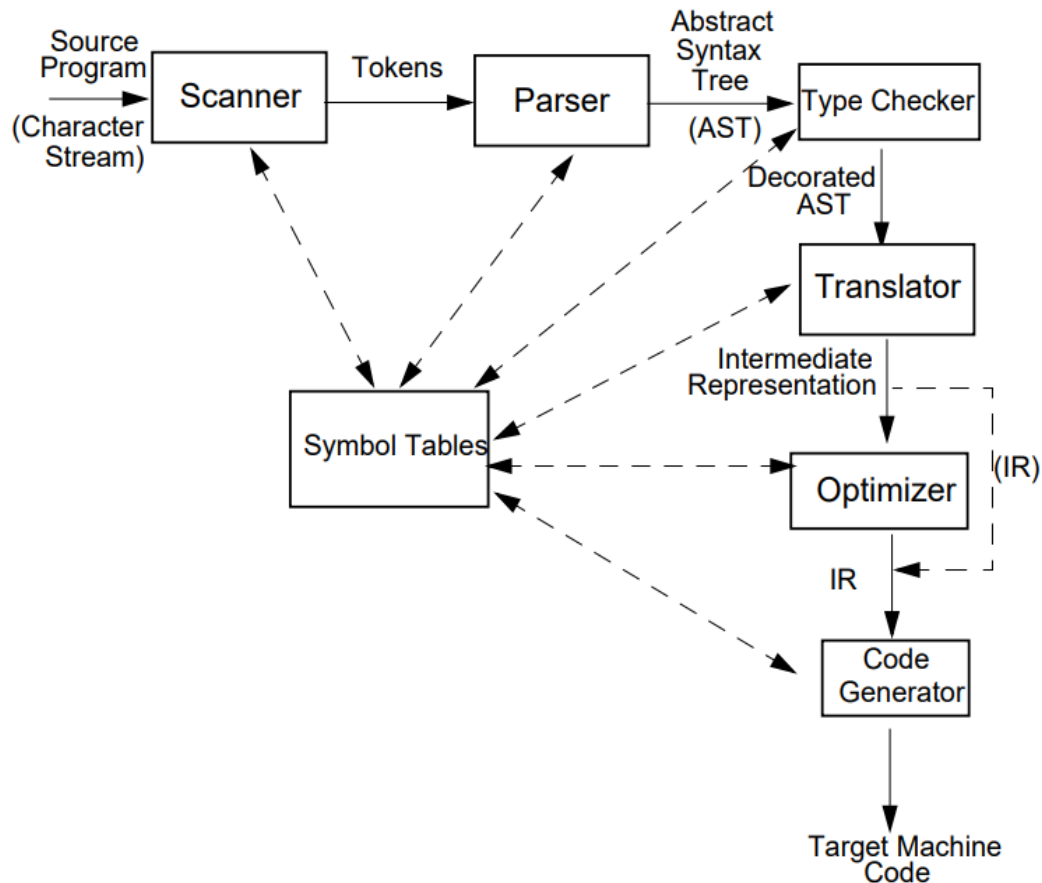 Source
Program
(Character
Stream)
Scanner
Tokens
Parser
Abstract
Syntax
Tree
(AST)
Type Checker
Decorated
AST
Translator
Intermediate
Representation
Symbol Tables
Optimizer
(IR)
IR
Code
Generator
Target Machine
Code